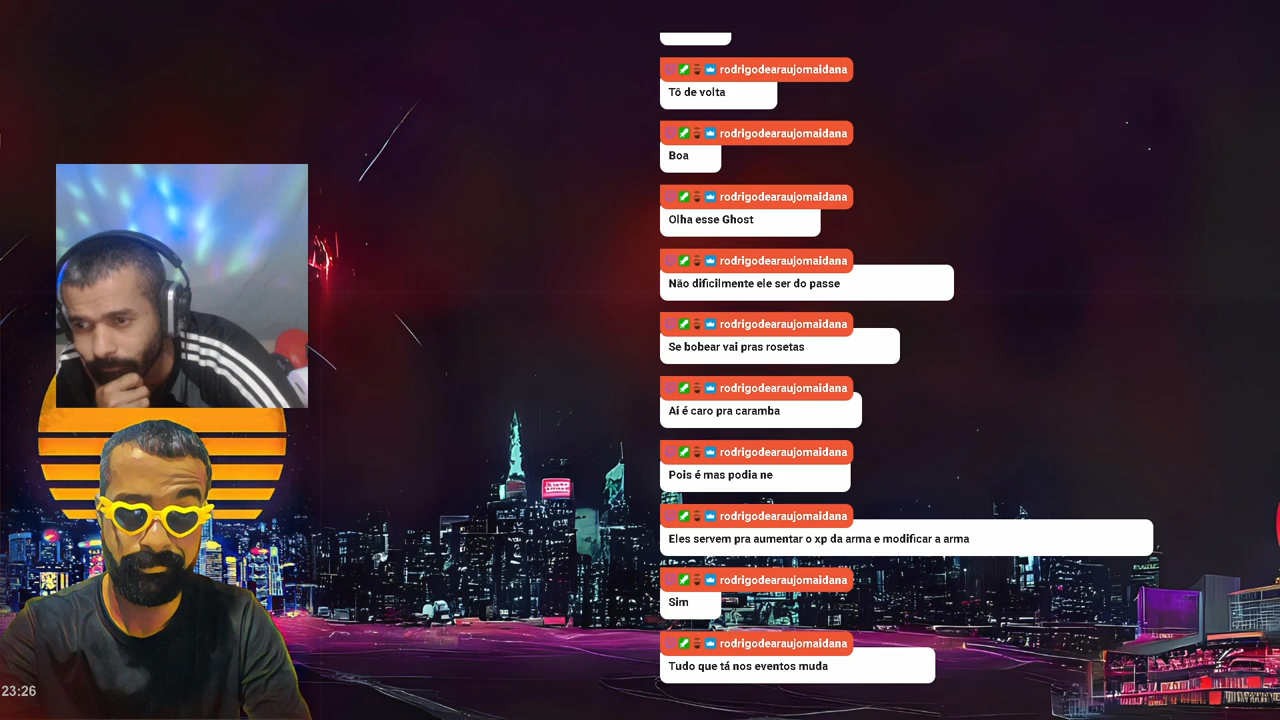 rodrigodearaujomaidana
Tô de volta
rodrigodearaujomaidana
Boa
rodrigodearaujomaidana
Olha esse Ghost
rodrigodearaujomaidana
Não dificilmente ele ser do passe
rodrigodearaujomaidana
Se bobear vai pras rosetas
rodrigodearaujomaidana
Aí é caro pra caramba
rodrigodearaujomaidana
Pois é mas podia ne
rodrigodearaujomaidana
Eles servem pra aumentar o xp da arma e modificar a arma
rodrigodearaujomaidana
Sim
rodrigodearaujomaidana
Tudo que tá nos eventos muda
23:26